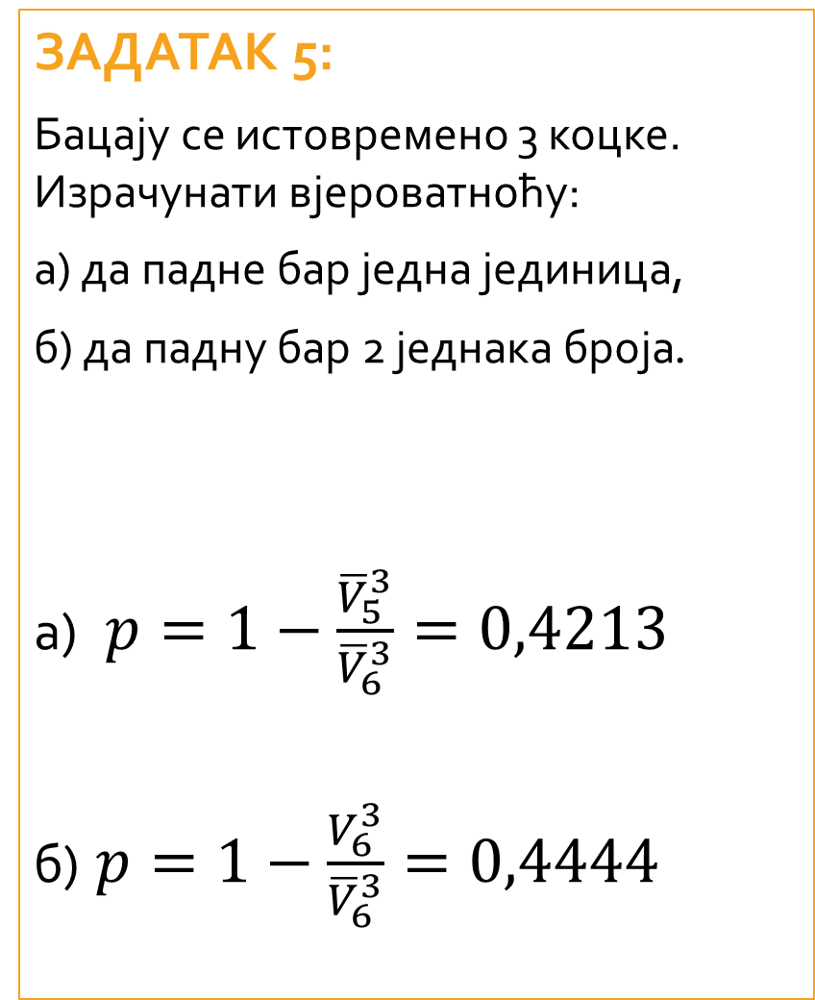 ЗАДАТАК 5:
Бацају се истовремено 3 коцке.
Израчунати вјероватноћу:
а) да падне бар једна јединица,
б) да падну бар 2 једнака броја.
а) $p = 1 - \frac{\overline{V}_5^3}{\overline{V}_6^3} = 0,4213$
б) $p = 1 - \frac{V_6^3}{\overline{V}_6^3} = 0,4444$